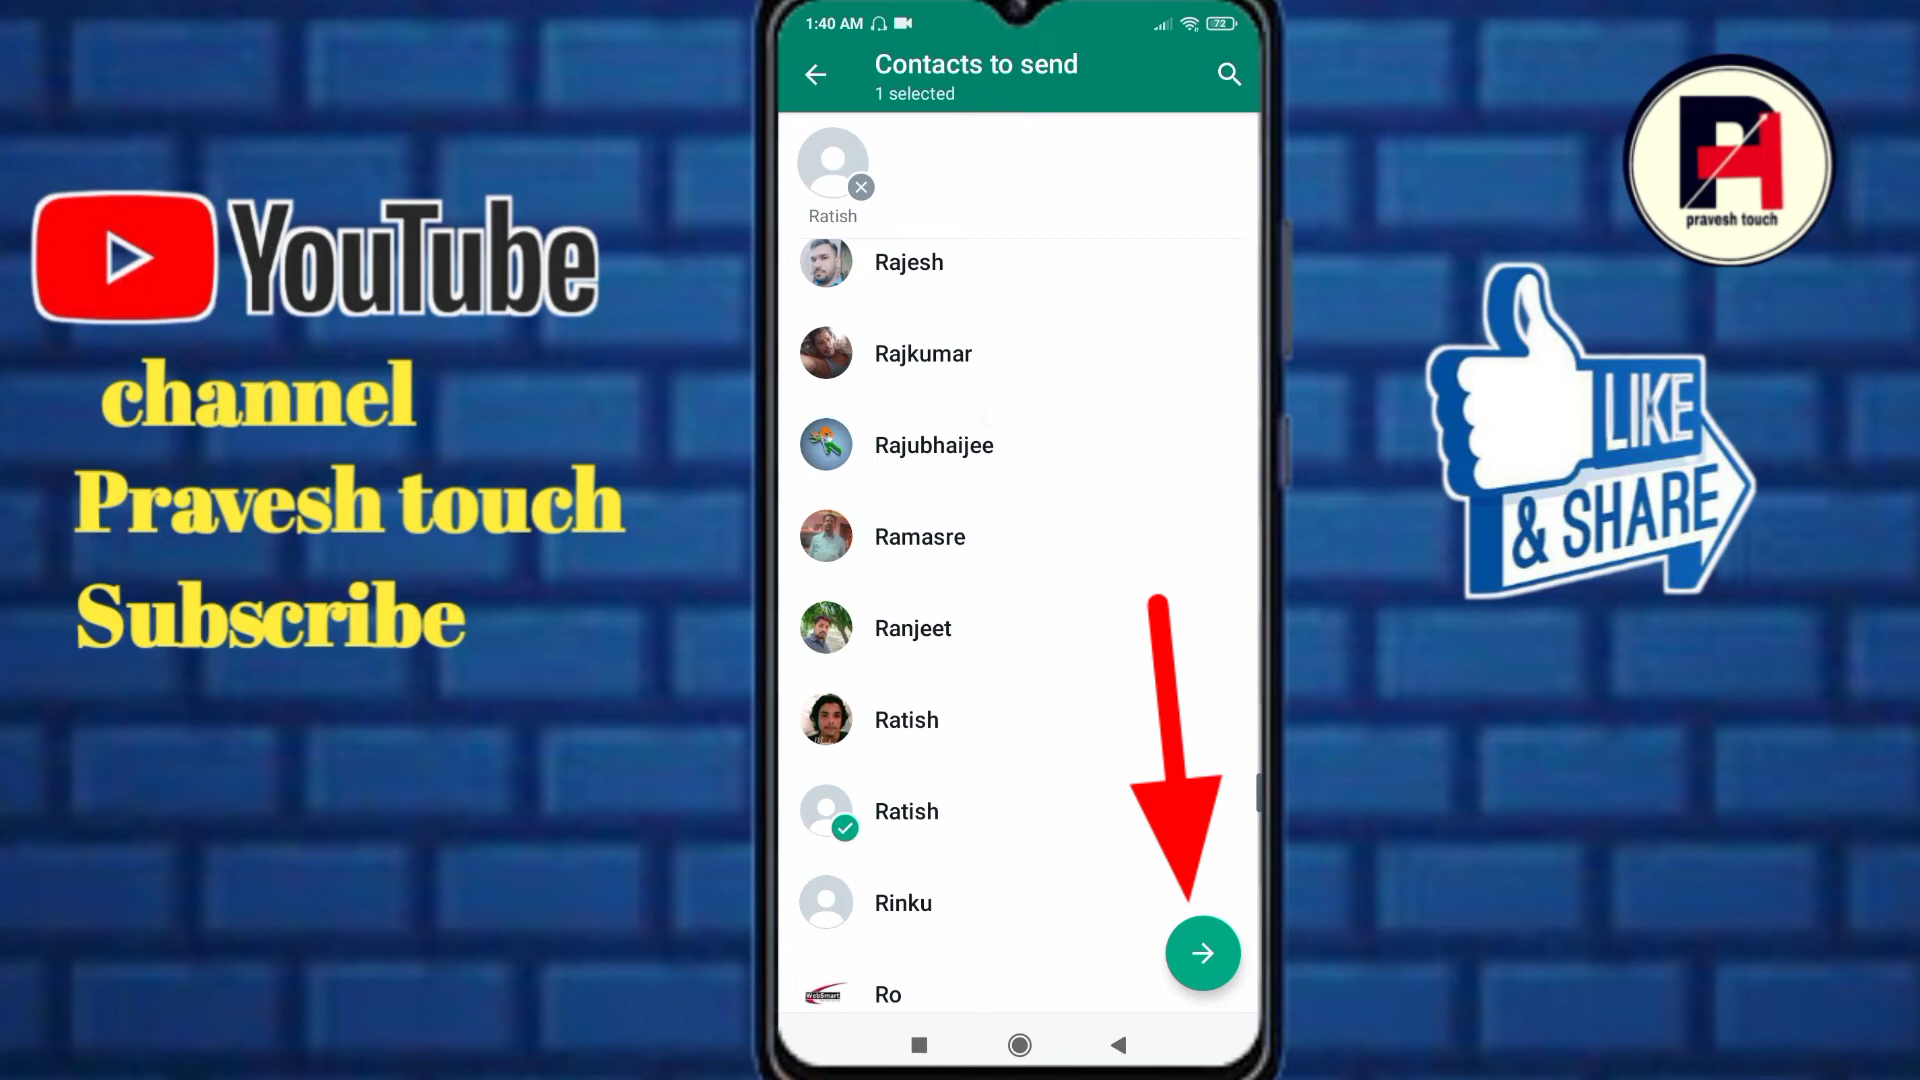 YouTube
channel
Pravesh touch
Subscribe
1:40 AM
72
Contacts to send
1 selected
Ratish
Rajesh
Rajkumar
Rajubhaijee
Ramasre
Ranjeet
Ratish
Ratish
Rinku
WebSmart
Ro
pravesh touch
LIKE
& SHARE